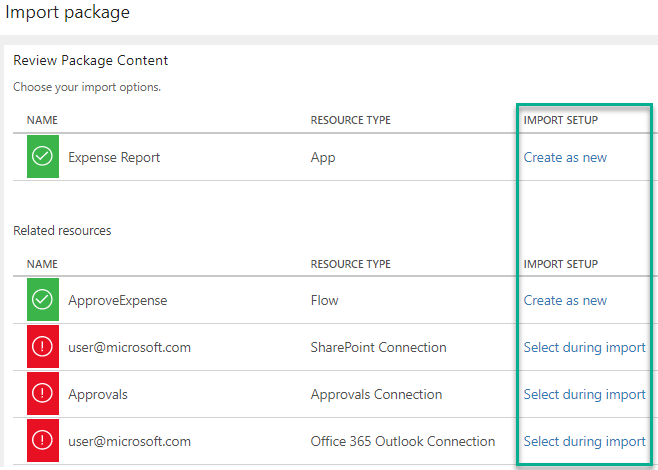 Import package
Review Package Content
Choose your import options.
NAME RESOURCE TYPE IMPORT SETUP
Expense Report App Create as new
Related resources
NAME RESOURCE TYPE IMPORT SETUP
ApproveExpense Flow Create as new
user@microsoft.com SharePoint Connection Select during import
Approvals Approvals Connection Select during import
user@microsoft.com Office 365 Outlook Connection Select during import